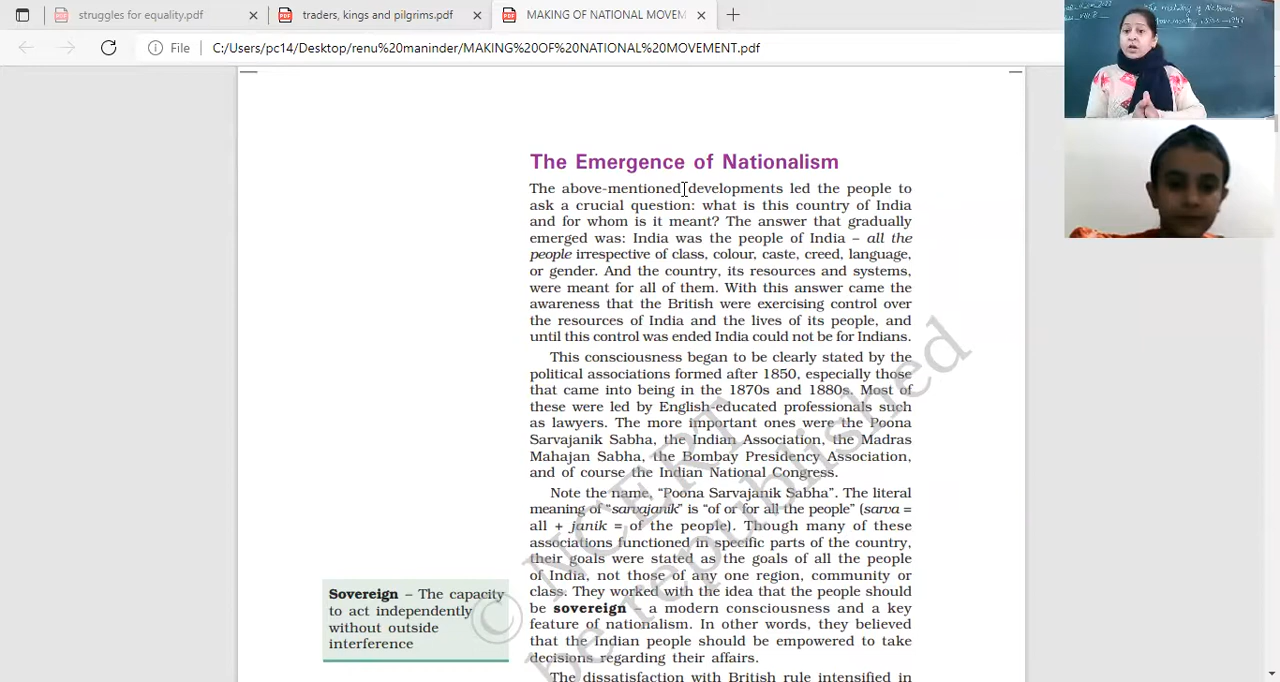 struggles for equality.pdf
traders, kings and pilgrims.pdf
MAKING OF NATIONAL MOVEM
File
C:/Users/pc14/Desktop/renu%20maninder/MAKING%20OF%20NATIONAL%20MOVEMENT.pdf
The Emergence of Nationalism
The above-mentioned developments led the people to
ask a crucial question: what is this country of India
and for whom is it meant? The answer that gradually
emerged was: India was the people of India – all the
people irrespective of class, colour, caste, creed, language,
or gender. And the country, its resources and systems,
were meant for all of them. With this answer came the
awareness that the British were exercising control over
the resources of India and the lives of its people, and
until this control was ended India could not be for Indians.
This consciousness began to be clearly stated by the
political associations formed after 1850, especially those
that came into being in the 1870s and 1880s. Most of
these were led by English-educated professionals such
as lawyers. The more important ones were the Poona
Sarvajanik Sabha, the Indian Association, the Madras
Mahajan Sabha, the Bombay Presidency Association,
and of course the Indian National Congress.
Note the name, “Poona Sarvajanik Sabha”. The literal
meaning of “sarvajanik” is “of or for all the people” (sarva =
all + janik = of the people). Though many of these
associations functioned in specific parts of the country,
their goals were stated as the goals of all the people
of India, not those of any one region, community or
class. They worked with the idea that the people should
be sovereign – a modern consciousness and a key
feature of nationalism. In other words, they believed
that the Indian people should be empowered to take
decisions regarding their affairs.
The dissatisfaction with British rule intensified in
Sovereign – The capacity
to act independently
without outside
interference
© NCERT
be republished